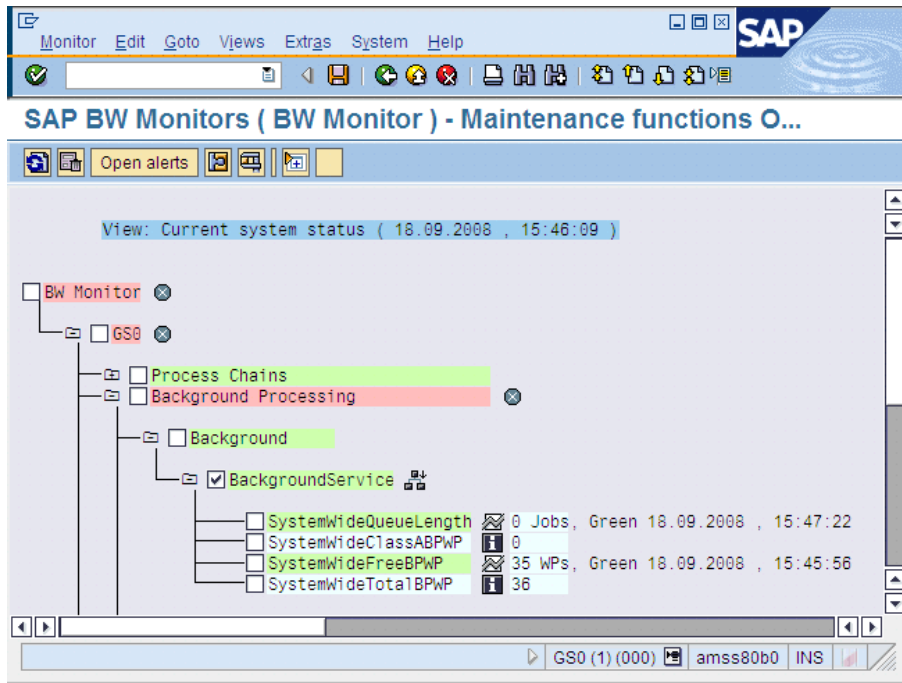 Monitor Edit Goto Views Extras System Help
SAP
SAP BW Monitors ( BW Monitor ) - Maintenance functions O...
Open alerts
View: Current system status ( 18.09.2008 , 15:46:09 )
BW Monitor
GS0
Process Chains
Background Processing
Background
BackgroundService
SystemWideQueueLength 0 Jobs, Green 18.09.2008 , 15:47:22
SystemWideClassABPWP 0
SystemWideFreeBPWP 35 WPs, Green 18.09.2008 , 15:45:56
SystemWideTotalBPWP 36
GS0 (1) (000) amss80b0 INS